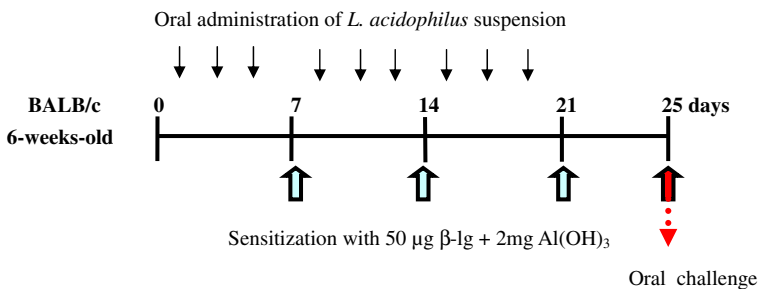 Oral administration of L. acidophilus suspension
BALB/c 0 7 14 21 25 days
6-weeks-old
Sensitization with 50 µg β-lg + 2mg Al(OH)₃
Oral challenge